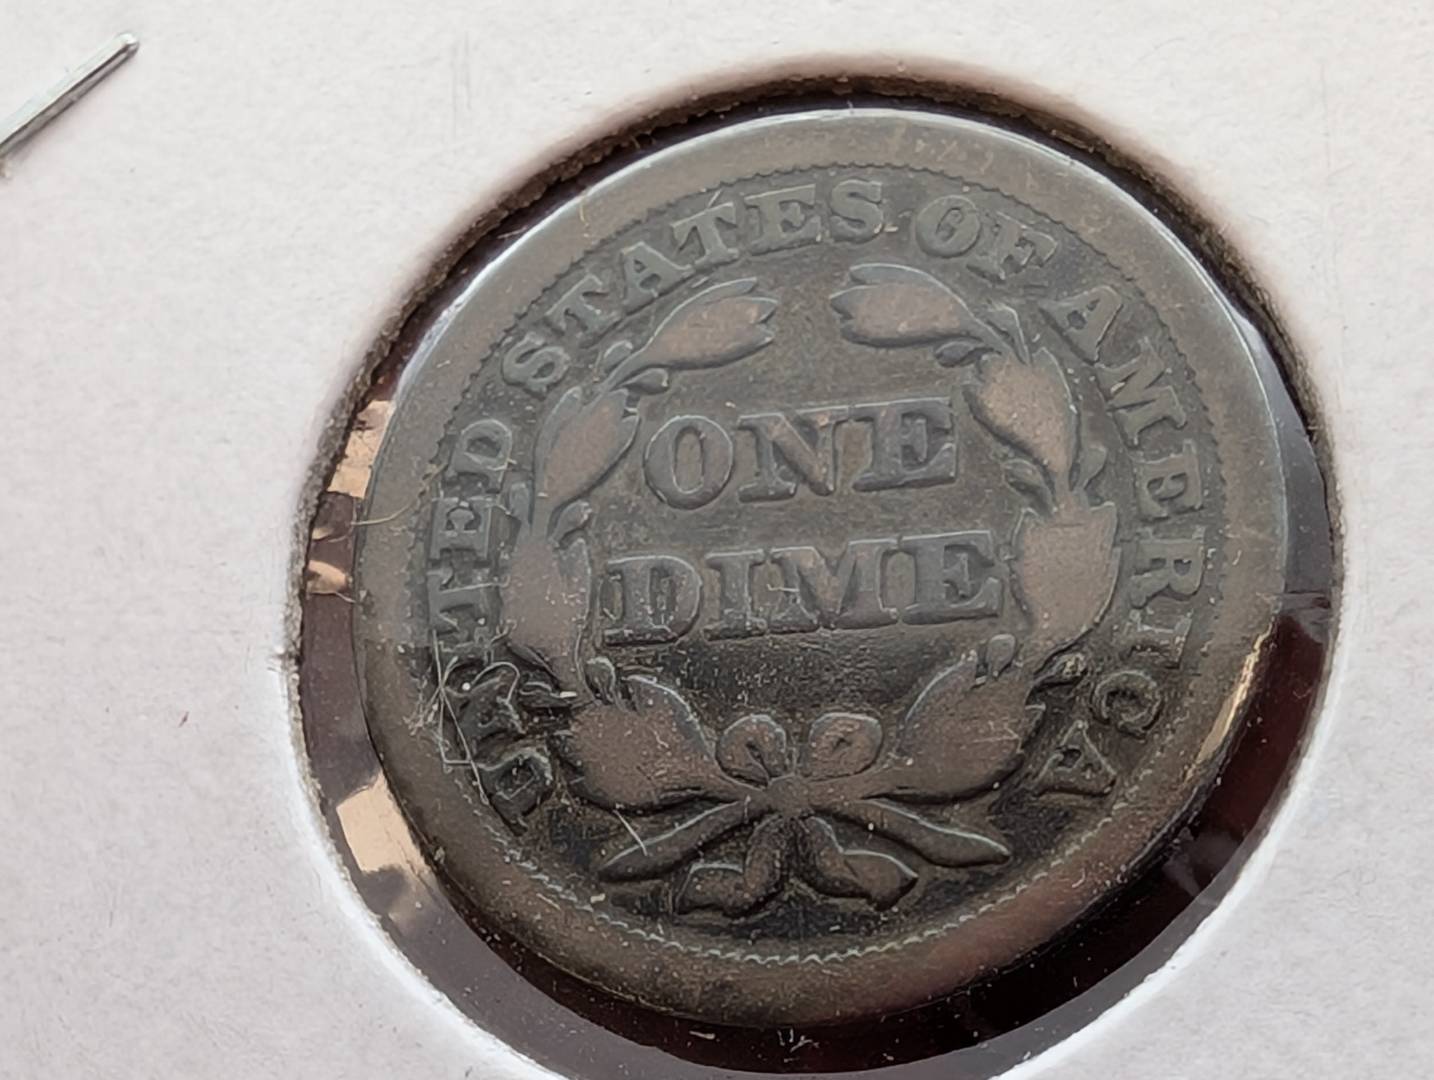 UNITED STATES OF AMERICA
ONE
DIME